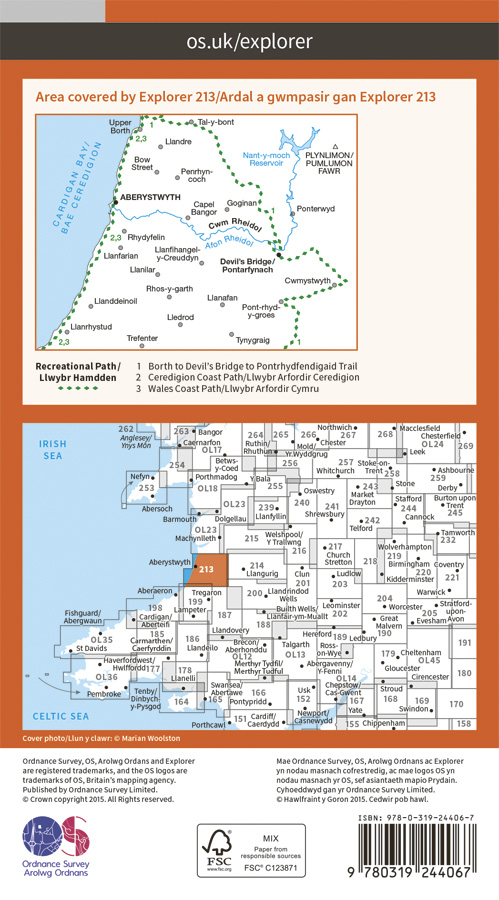 os.uk/explorer
Area covered by Explorer 213/Ardal a gwmpasir gan Explorer 213
CARDIGAN BAY/
BAE CEREDIGION
Upper
Borth
1
Tal-y-bont
2,3
Llandre
Bow
Street
Penrhyn-
coch
Nant-y-moch
Reservoir
PLYNLIMON/
PUMLUMON
FAWR
ABERYSTWYTH
Capel
Bangor
Goginan
1
Ponterwyd
Cwm Rheidol
Afon Rheidol
2,3
Rhydyfelin
Llanfarian
Llanfihangel-
y-Creuddyn
Devil's Bridge/
Pontarfynach
Llanilar
Cwmystwyth
Rhos-y-garth
Llanddeinoil
Llanafan
Pont-rhyd-
y-groes
Lledrod
Llanrhystud
2,3
Trefenter
Tynygraig
1
Recreational Path/
Llwybr Hamdden
1 Borth to Devil's Bridge to Pontrhydfendigaid Trail
2 Ceredigion Coast Path/Llwybr Arfordir Ceredigion
3 Wales Coast Path/Llwybr Arfordir Cymru
IRISH
SEA
262
Anglesey/
Ynys Môn
263
Bangor
Caernarfon
OL17
264
Ruthin/
Rhuthun
265
266
Mold/
Yr Wyddgrug
Chester
Northwich
267
268
Macclesfield
Chesterfield
OL24
269
Leek
254
Betws-
y-Coed
256
257
Whitchurch
Stoke-on-
Trent
258
Stone
Ashbourne
259
Derby
Nefyn
253
Porthmadog
OL18
Y Bala
255
Oswestry
240
241
Shrewsbury
243
Market
Drayton
Stafford
244
Cannock
Burton upon
Trent
245
Abersoch
OL23
239
Llanfyllin
Barmouth
Dolgellau
242
Telford
Tamworth
232
OL23
Machynlleth
215
Welshpool/
Y Trallwng
216
217
Church
Stretton
Wolverhampton
218
219
Birmingham
220
Coventry
221
Aberystwyth
213
214
Llangurig
201
Clun
203
Ludlow
Kidderminster
Warwick
Aberaeron
198
Tregaron
199
Lampeter
200
Llandrindod
Wells
202
Leominster
204
Worcester
205
Stratford-
upon-
Avon
Evesham
Fishguard/
Abergwaun
Cardigan/
Aberteifi
187
Builth Wells/
Llanfair-ym-Muallt
188
Great
Malvern
OL35
St Davids
185
Carmarthen/
Caerfyrddin
186
Llandeilo
Llandovery
Hereford
189
Ledbury
190
191
Haverfordwest/
Hwlffordd
177
Brecon/
Aberhonddu
OL12
Talgarth
OL13
Ross-
on-Wye
179
Cheltenham
OL45
Gloucester
Cirencester
180
OL36
Pembroke
178
Llanelli
Merthyr Tydfil/
Merthyr Tudful
Abergavenny/
Y-Fenni
OL14
Chepstow/
Cas-Gwent
Stroud
168
169
170
Tenby/
Dinbych-
y-Pysgod
164
Swansea/
Abertawe
165
166
Pontypridd
Usk
152
167
Yate
Swindon
CELTIC SEA
Porthcawl
151
Cardiff/
Caerdydd
Newport/
Casnewydd
155
Chippenham
158
Cover photo/Llun y clawr: © Marian Woolston
Ordnance Survey, OS, Arolwg Ordans and Explorer
are registered trademarks, and the OS logos are
trademarks of OS, Britain's mapping agency.
Published by Ordnance Survey Limited.
© Crown copyright 2015. All Rights reserved.
Mae Ordnance Survey, OS, Arolwg Ordnans ac Explorer
yn nodau masnach cofrestredig, ac mae logos OS yn
nodau masnach yr OS, sef asiantaeth mapio Prydain.
Cyhoeddwyd gan yr Ordnance Survey Limited.
© Hawlfraint y Goron 2015. Cedwir pob hawl.
Ordnance Survey
Arolwg Ordnans
FSC
www.fsc.org
MIX
Paper from
responsible sources
FSC® C123871
ISBN: 978-0-319-24406-7
9 780319 244067